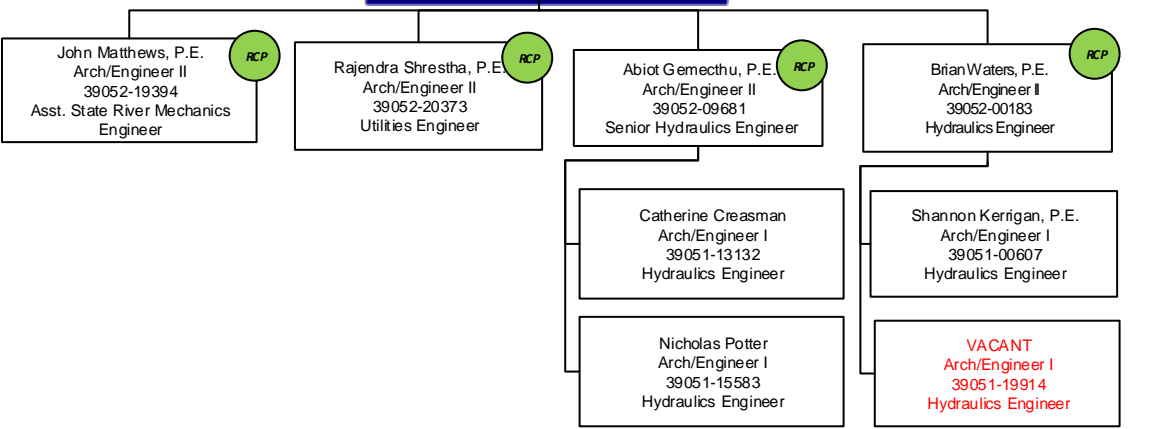 John Matthews, P.E.
Arch/Engineer II
39052-19394
Asst. State River Mechanics
Engineer
RCP
Rajendra Shrestha, P.E.
Arch/Engineer II
39052-20373
Utilities Engineer
RCP
Abiot Gemecthu, P.E.
Arch/Engineer II
39052-09681
Senior Hydraulics Engineer
RCP
Brian Waters, P.E.
Arch/Engineer II
39052-00183
Hydraulics Engineer
RCP
Catherine Creasman
Arch/Engineer I
39051-13132
Hydraulics Engineer
Shannon Kerrigan, P.E.
Arch/Engineer I
39051-00607
Hydraulics Engineer
Nicholas Potter
Arch/Engineer I
39051-15583
Hydraulics Engineer
VACANT
Arch/Engineer I
39051-19914
Hydraulics Engineer